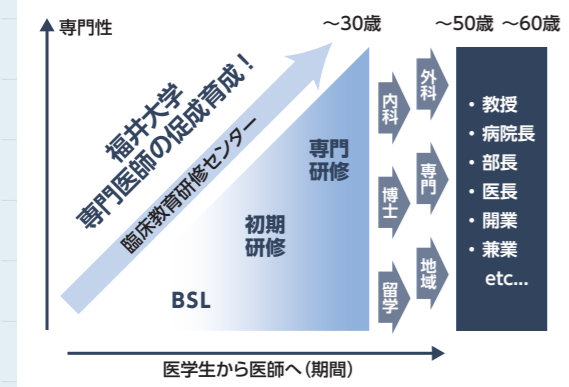 専門性
～30歳
～50歳 ～60歳
福井大学
専門医師の促成育成！
臨床教育研修センター
BSL
初期
研修
専門
研修
内科
博士
留学
外科
専門
地域
・教授
・病院長
・部長
・医長
・開業
・兼業
etc...
医学生から医師へ（期間）